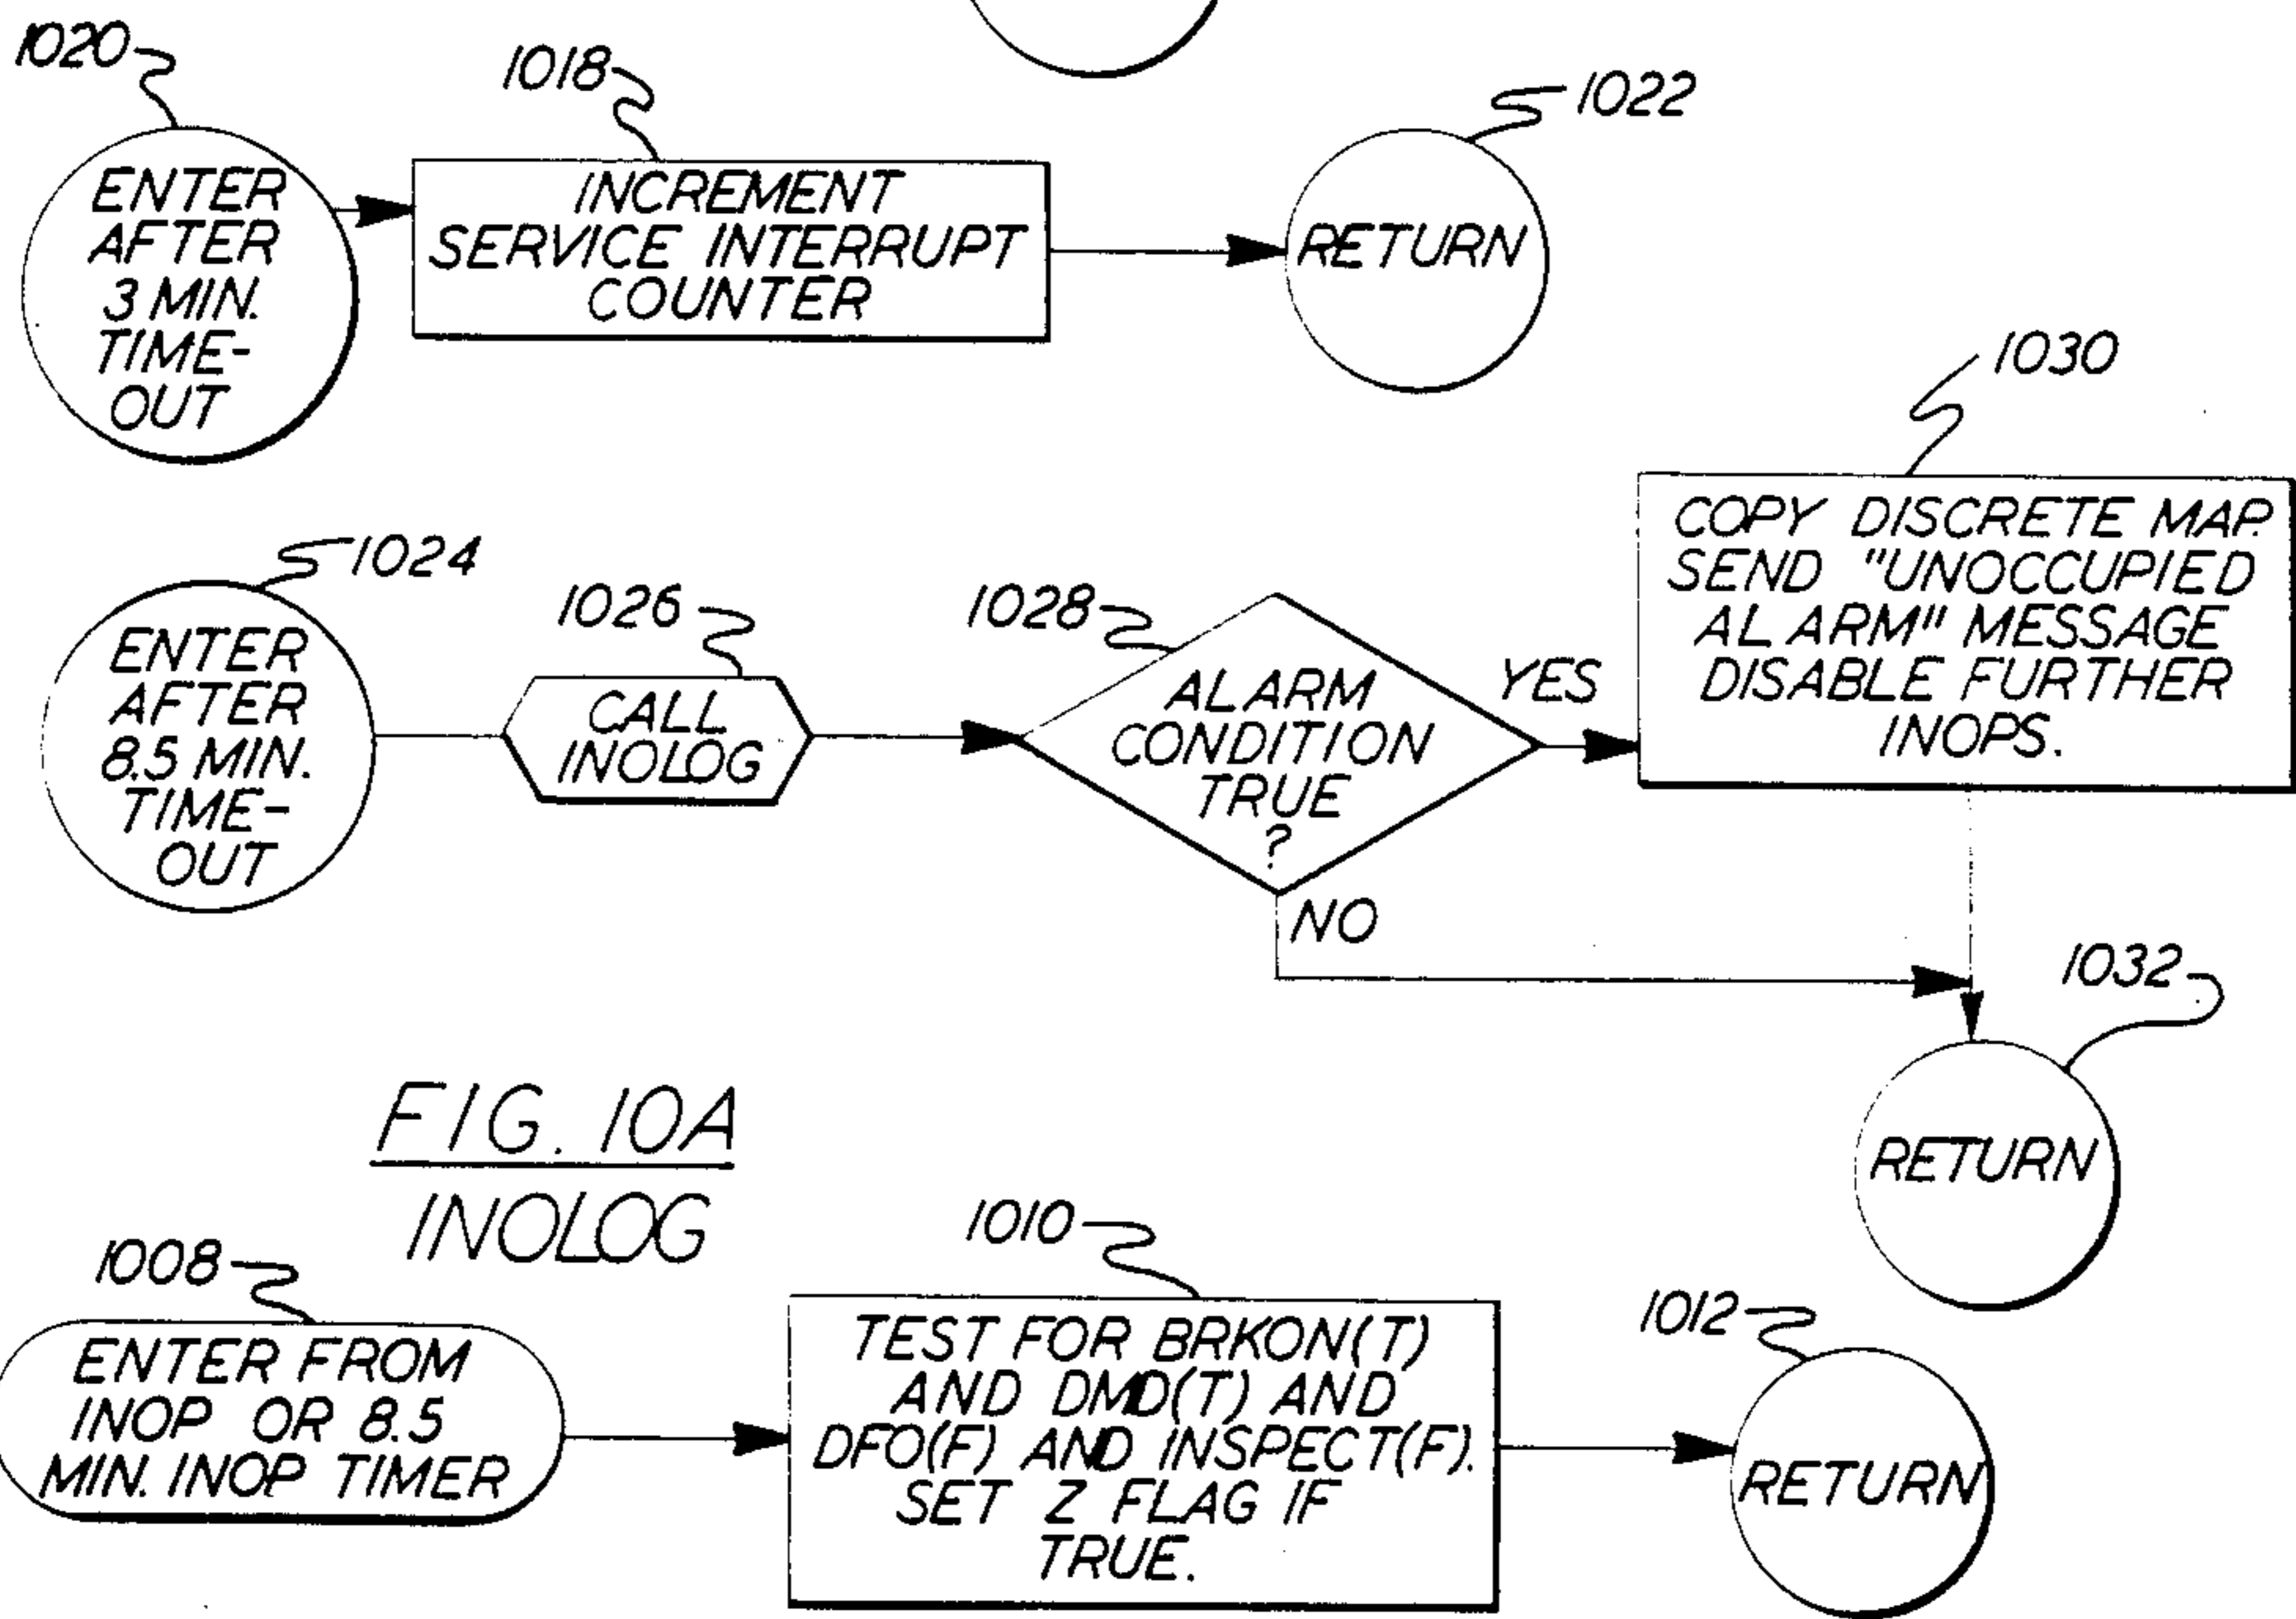 1020
1018
1022
ENTER
AFTER
3 MIN.
TIME-
OUT
INCREMENT
SERVICE INTERRUPT
COUNTER
RETURN
1030
1024
1026
1028
ENTER
AFTER
8.5 MIN.
TIME-
OUT
CALL
INOLOG
ALARM
CONDITION
TRUE
?
YES
NO
COPY DISCRETE MAP.
SEND "UNOCCUPIED
ALARM" MESSAGE
DISABLE FURTHER
INOPS.
1032
RETURN
FIG. 10A
INOLOG
1008
1010
1012
ENTER FROM
INOP OR 8.5
MIN. INOP TIMER
TEST FOR BRKON(T)
AND DMD(T) AND
DFO(F) AND INSPECT(F).
SET Z FLAG IF
TRUE.
RETURN